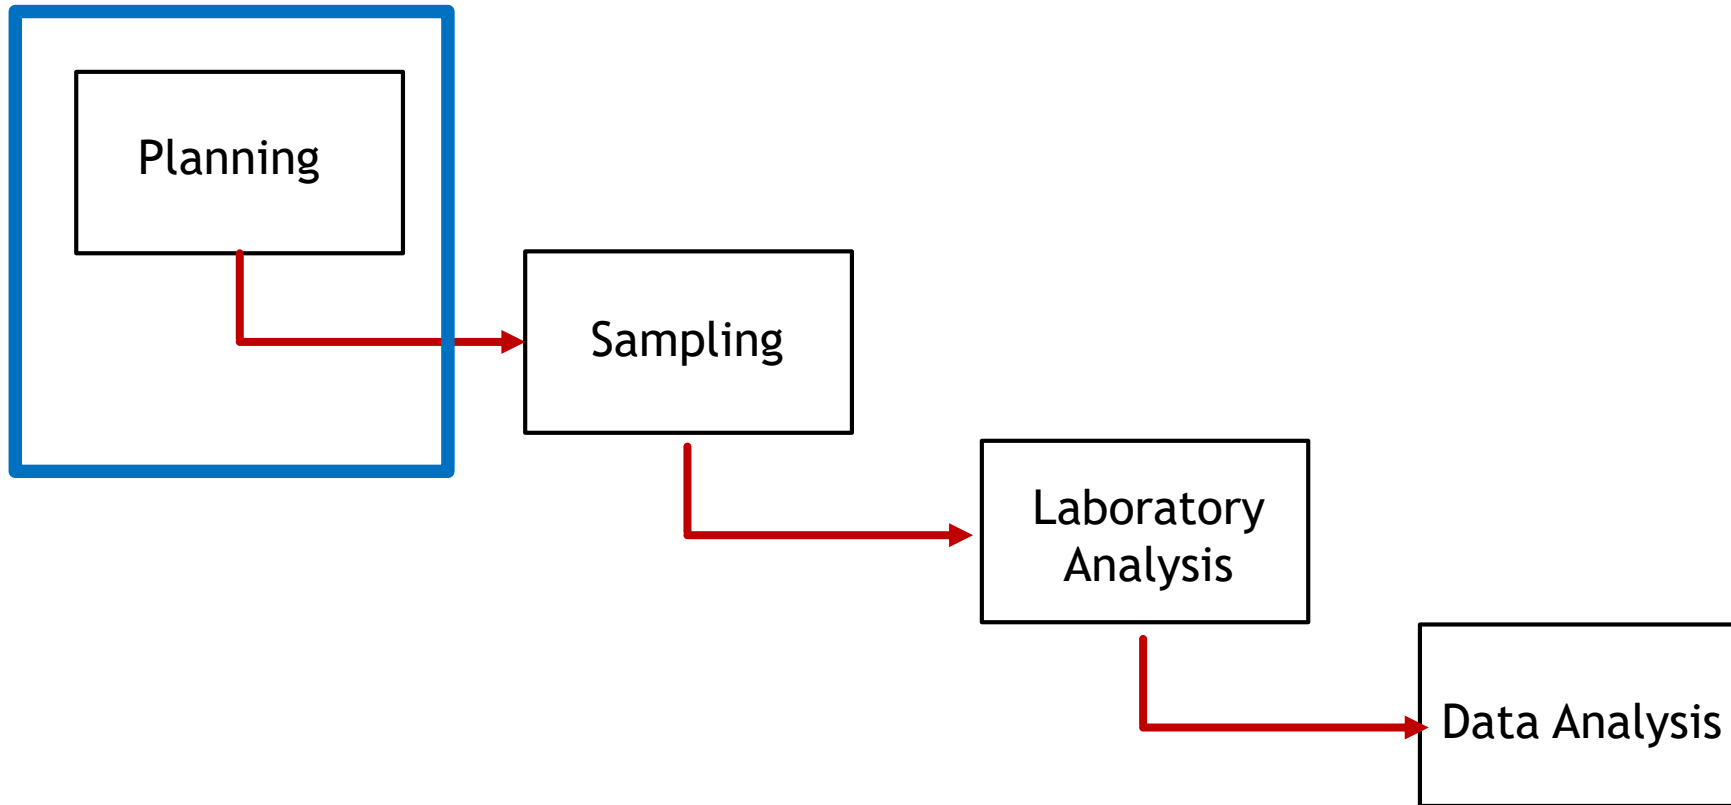 Planning
Sampling
Laboratory
Analysis
Data Analysis